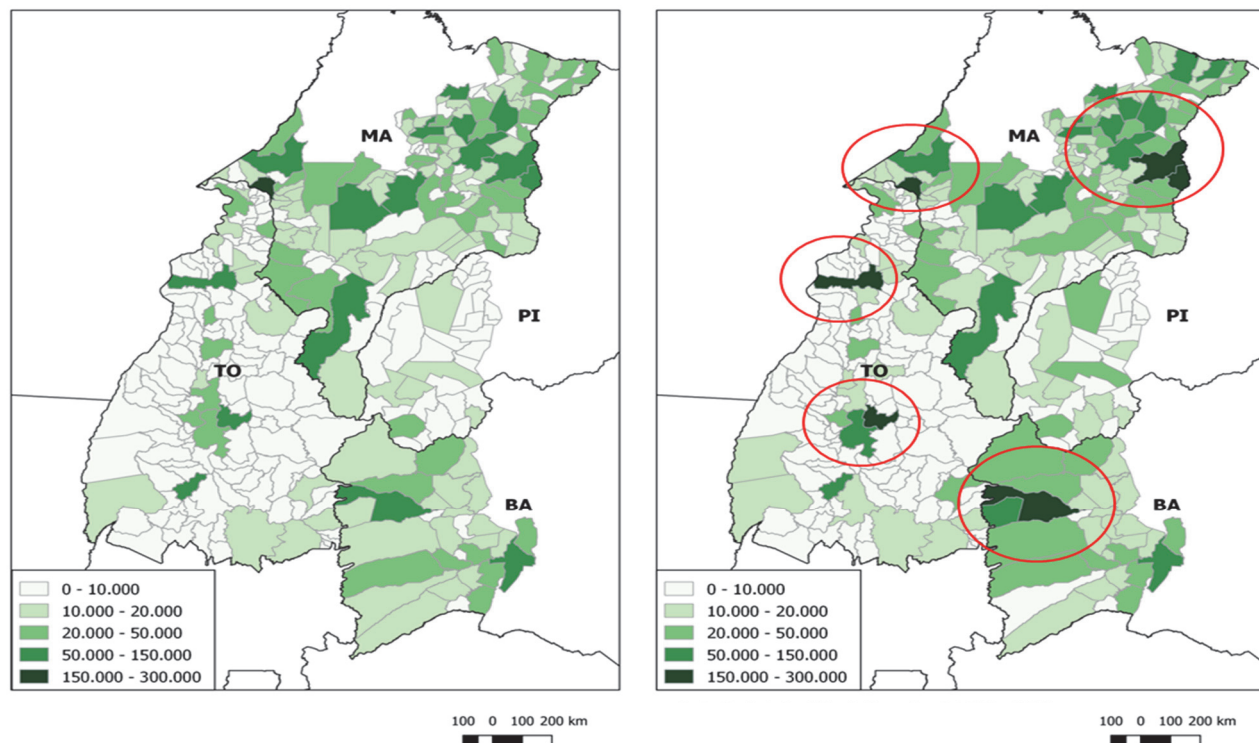 MA
PI
TO
BA
0 - 10.000
10.000 - 20.000
20.000 - 50.000
50.000 - 150.000
150.000 - 300.000
100 0 100 200 km
MA
PI
TO
BA
0 - 10.000
10.000 - 20.000
20.000 - 50.000
50.000 - 150.000
150.000 - 300.000
100 0 100 200 km